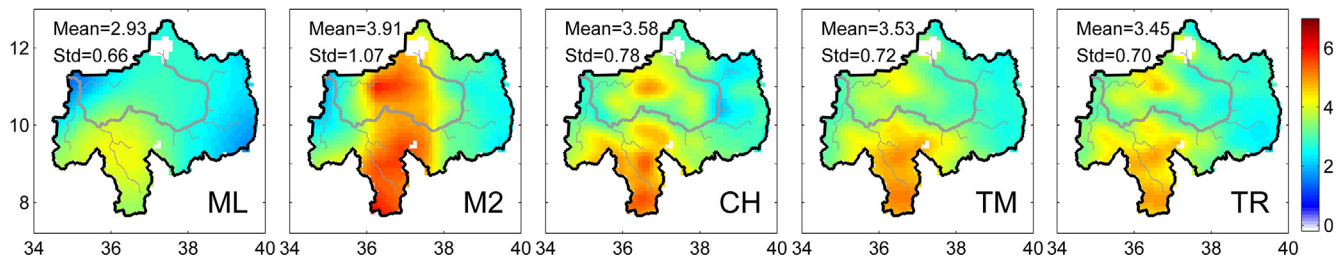 Mean=2.93
Std=0.66
Mean=3.91
Std=1.07
Mean=3.58
Std=0.78
Mean=3.53
Std=0.72
Mean=3.45
Std=0.70
12
10
8
ML
M2
CH
TM
TR
6
4
2
0
34 36 38 40
34 36 38 40
34 36 38 40
34 36 38 40
34 36 38 40